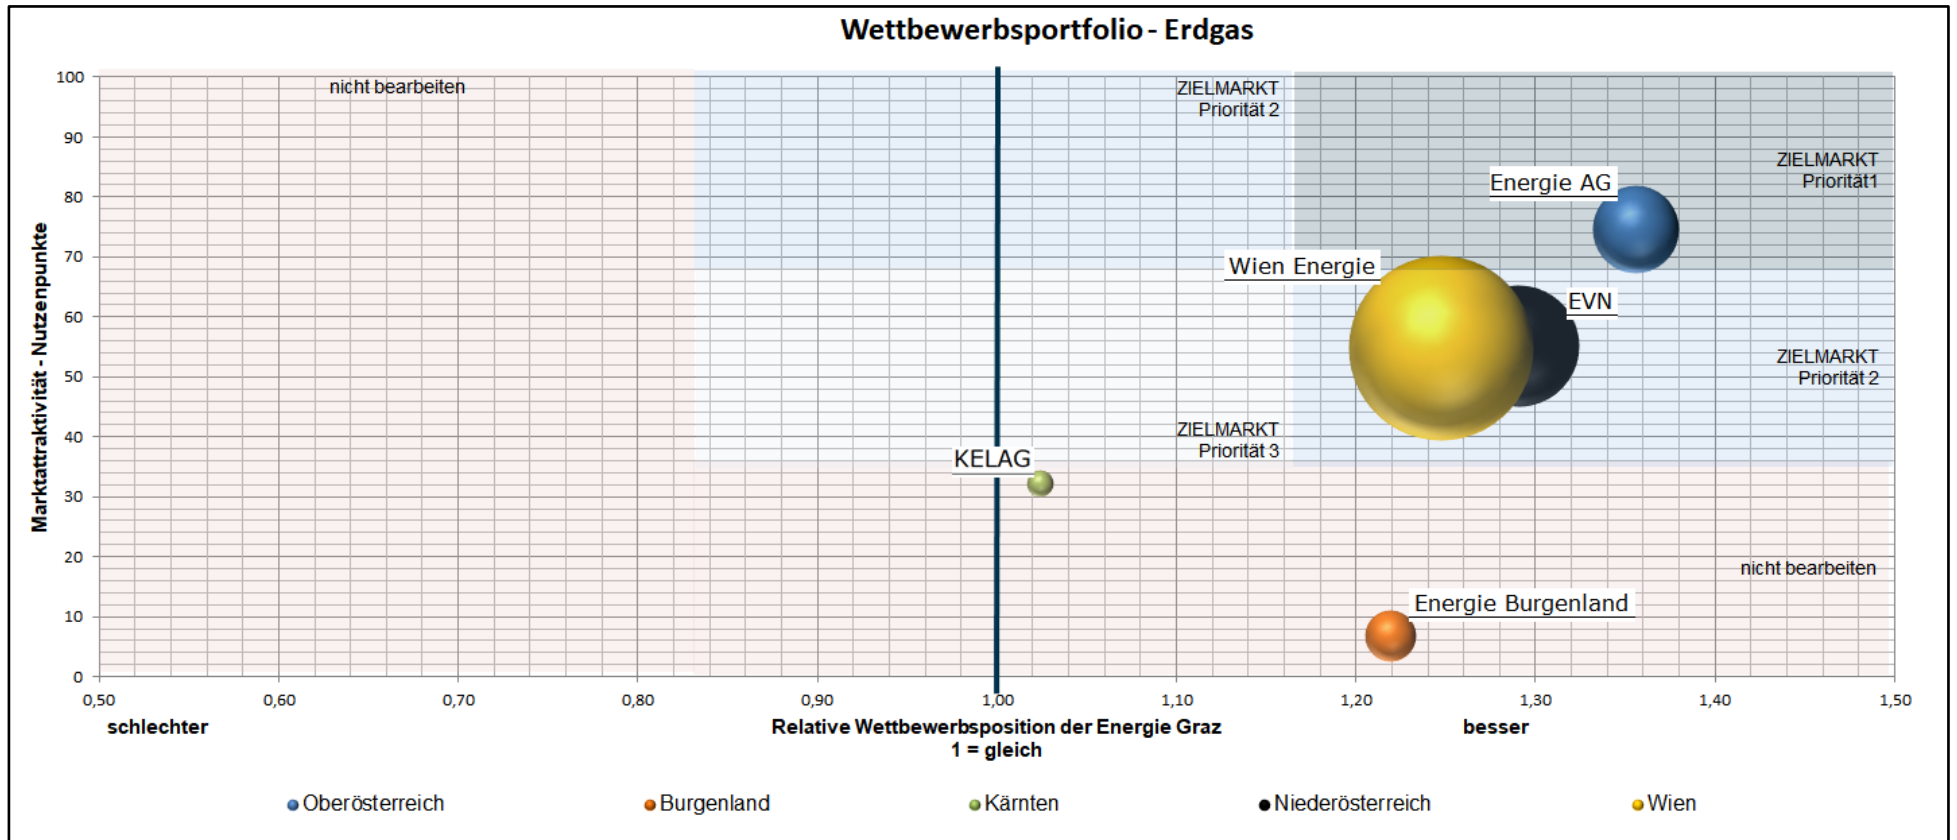 Wettbewerbsportfolio - Erdgas
Marktattraktivität - Nutzenpunkte
100
90
80
70
60
50
40
30
20
10
0
nicht bearbeiten
ZIELMARKT
Priorität 2
ZIELMARKT
Priorität1
Energie AG
Wien Energie
EVN
ZIELMARKT
Priorität 2
ZIELMARKT
Priorität 3
KELAG
nicht bearbeiten
Energie Burgenland
0,50 0,60 0,70 0,80 0,90 1,00 1,10 1,20 1,30 1,40 1,50
schlechter Relative Wettbewerbsposition der Energie Graz besser
1 = gleich
Oberösterreich Burgenland Kärnten Niederösterreich Wien